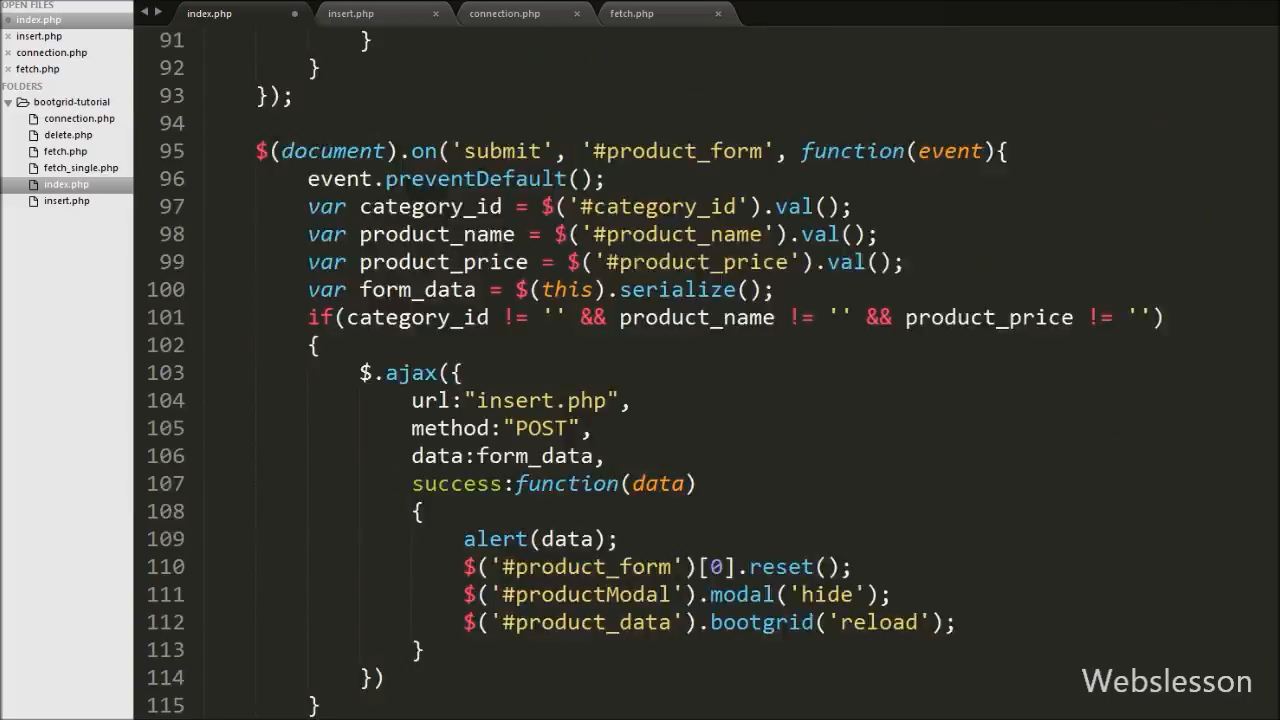 OPEN FILES
index.php
insert.php
connection.php
fetch.php
FOLDERS
bootgrid-tutorial
connection.php
delete.php
fetch.php
fetch_single.php
index.php
insert.php
index.php insert.php connection.php fetch.php
91 }
92 }
93 });
94
95 $(document).on('submit', '#product_form', function(event){
96 event.preventDefault();
97 var category_id = $('#category_id').val();
98 var product_name = $('#product_name').val();
99 var product_price = $('#product_price').val();
100 var form_data = $(this).serialize();
101 if(category_id != '' && product_name != '' && product_price != '')
102 {
103 $.ajax({
104 url:"insert.php",
105 method:"POST",
106 data:form_data,
107 success:function(data)
108 {
109 alert(data);
110 $('#product_form')[0].reset();
111 $('#productModal').modal('hide');
112 $('#product_data').bootgrid('reload');
113 }
114 })
115 }
Webslesson